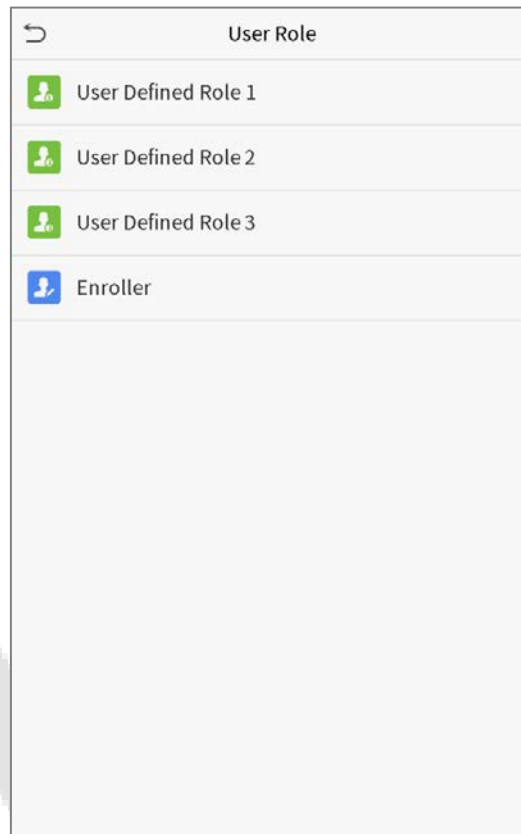 User Role
User Defined Role 1
User Defined Role 2
User Defined Role 3
Enroller